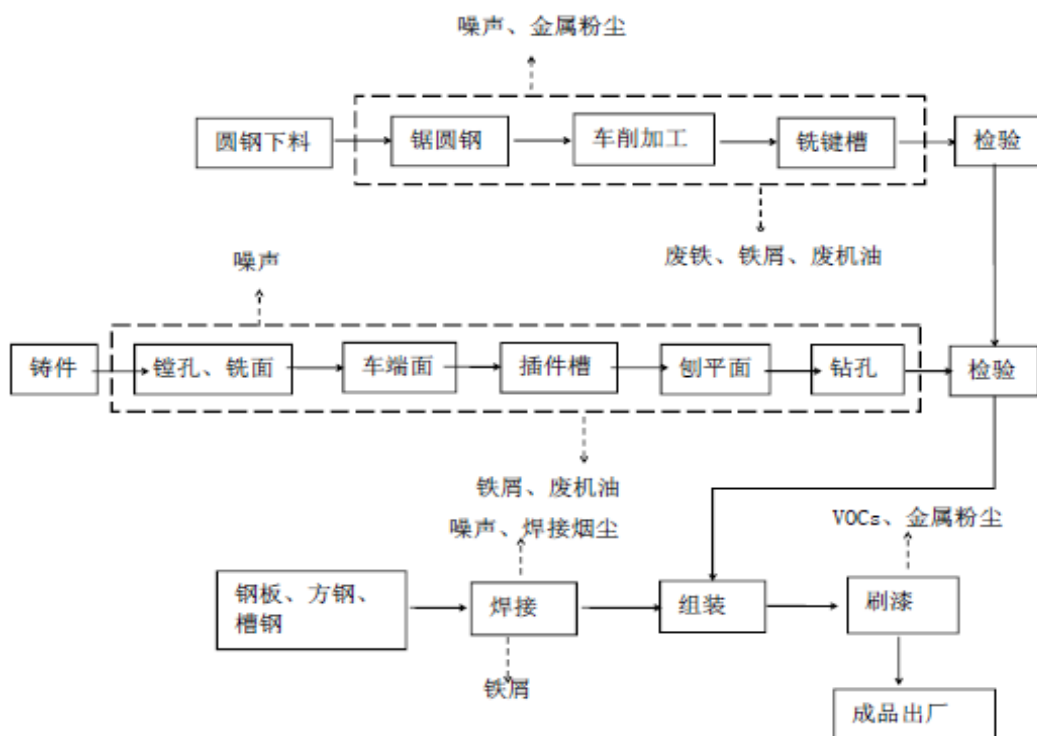 噪声、金属粉尘
圆钢下料
锯圆钢
车削加工
铣键槽
检验
废铁、铁屑、废机油
噪声
铸件
镗孔、铣面
车端面
插件槽
刨平面
钻孔
检验
铁屑、废机油
噪声、焊接烟尘
VOCs、金属粉尘
钢板、方钢、
槽钢
焊接
组装
刷漆
铁屑
成品出厂